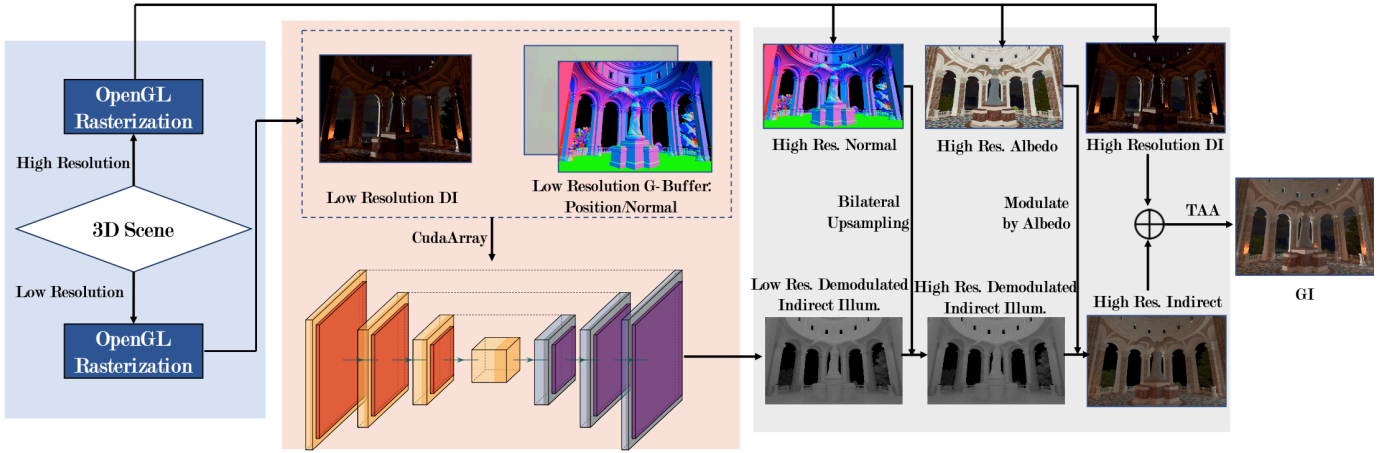 OpenGL
Rasterization
High Resolution
3D Scene
Low Resolution
OpenGL
Rasterization
Low Resolution DI
Low Resolution G-Buffer:
Position/Normal
CudaArray
High Res. Normal
High Res. Albedo
High Resolution DI
Bilateral
Upsampling
Modulate
by Albedo
TAA
GI
Low Res. Demodulated
Indirect Illum.
High Res. Demodulated
Indirect Illum.
High Res. Indirect